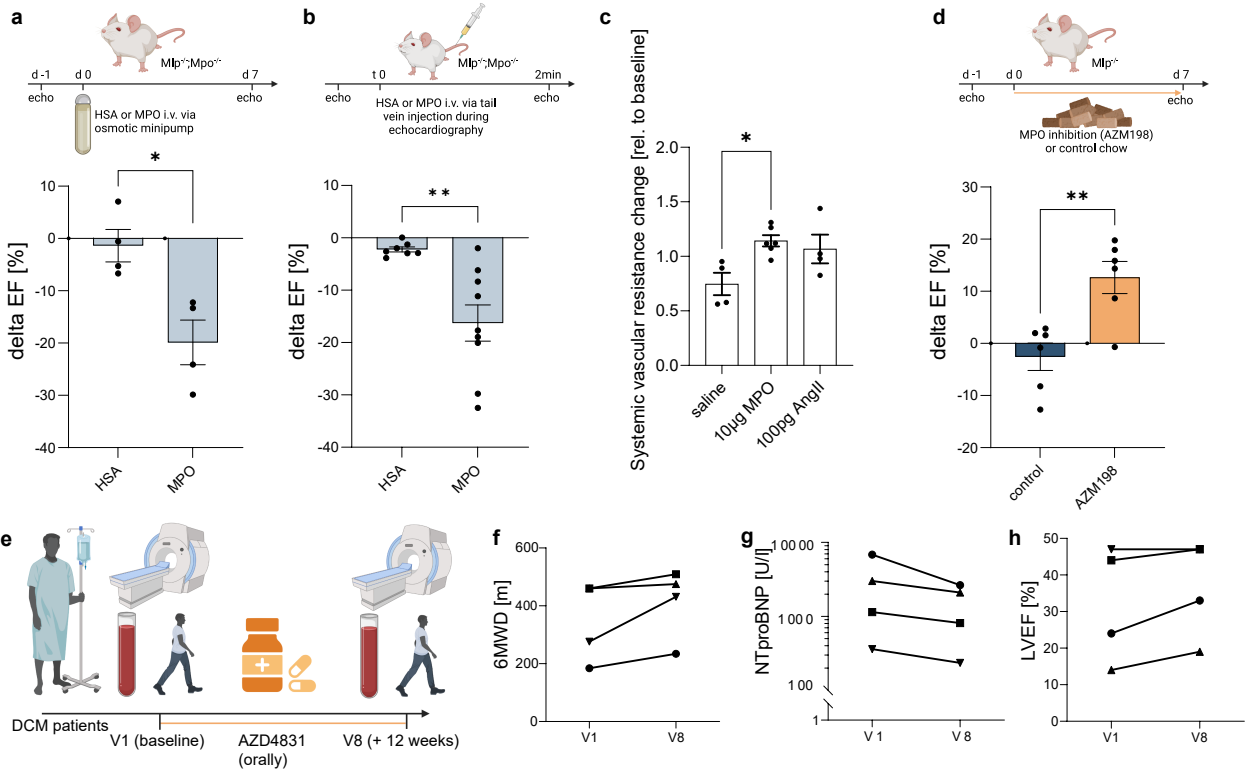 a
Mlp-/-;Mpo-/-
d -1
d 0
d 7
echo
echo
HSA or MPO i.v. via
osmotic minipump
*
delta EF [%]
10
0
-10
-20
-30
-40
HSA
MPO
b
Mlp-/-;Mpo-/-
t 0
2min
echo
echo
HSA or MPO i.v. via tail
vein injection during
echocardiography
**
delta EF [%]
10
0
-10
-20
-30
-40
HSA
MPO
c
Systemic vascular resistance change [rel. to baseline]
*
2.0
1.5
1.0
0.5
0.0
saline
10μg MPO
100pg AngII
d
Mlp-/-
d -1
d 0
d 7
echo
echo
MPO inhibition (AZM198)
or control chow
**
delta EF [%]
30
20
10
0
-10
-20
control
AZM198
e
DCM patients
V1 (baseline)
AZD4831
(orally)
V8 (+ 12 weeks)
f
6MWD [m]
600
400
200
0
V1
V8
g
NTproBNP [U/l]
10000
1000
100
1
V1
V8
h
LVEF [%]
50
40
30
20
10
0
V1
V8